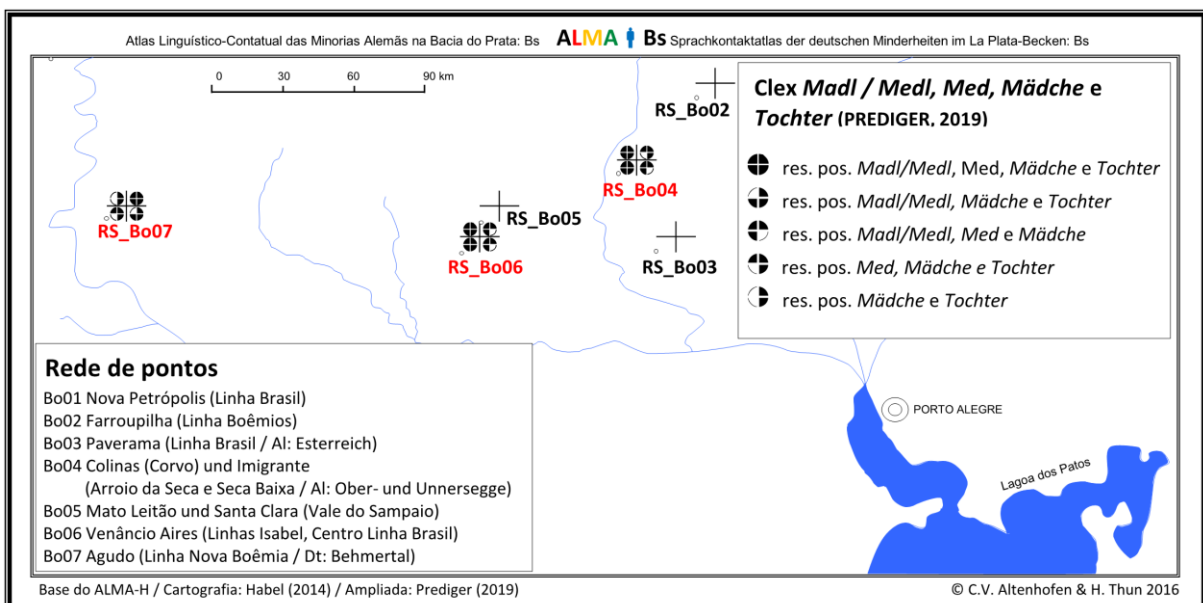 Atlas Linguístico-Contatual das Minorias Alemãs na Bacia do Prata: Bs ALMA Bs Sprachkontaktatlas der deutschen Minderheiten im La Plata-Becken: Bs
0 30 60 90 km
RS_Bo02
RS_Bo04
RS_Bo07
RS_Bo05
RS_Bo06
RS_Bo03
Clex Madl / Medl, Med, Mädche e
Tochter (PREDIGER, 2019)
res. pos. Madl/Medl, Med, Mädche e Tochter
res. pos. Madl/Medl, Mädche e Tochter
res. pos. Madl/Medl, Med e Mädche
res. pos. Med, Mädche e Tochter
res. pos. Mädche e Tochter
Rede de pontos
Bo01 Nova Petrópolis (Linha Brasil)
Bo02 Farroupilha (Linha Boêmios)
Bo03 Paverama (Linha Brasil / Al: Esterreich)
Bo04 Colinas (Corvo) und Imigrante
(Arroio da Seca e Seca Baixa / Al: Ober- und Unnersegge)
Bo05 Mato Leitão und Santa Clara (Vale do Sampaio)
Bo06 Venâncio Aires (Linhas Isabel, Centro Linha Brasil)
Bo07 Agudo (Linha Nova Boêmia / Dt: Behmertal)
PORTO ALEGRE
Lagoa dos Patos
Base do ALMA-H / Cartografia: Habel (2014) / Ampliada: Prediger (2019)
© C.V. Altenhofen & H. Thun 2016